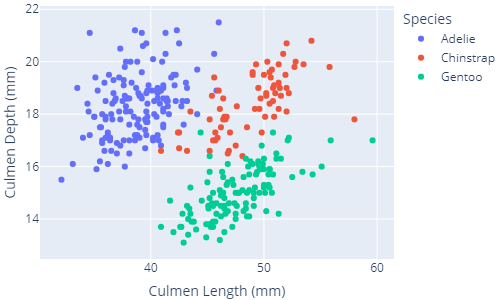 22
20
18
16
14
Culmen Depth (mm)
40
50
60
Culmen Length (mm)
Species
Adelie
Chinstrap
Gentoo